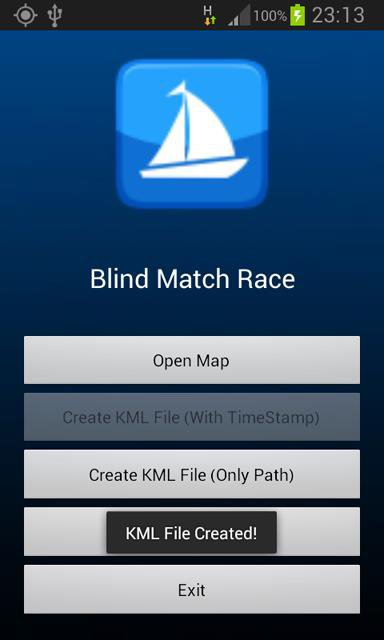 H 100% 23:13
Blind Match Race
Open Map
Create KML File (With TimeStamp)
Create KML File (Only Path)
KML File Created!
Exit